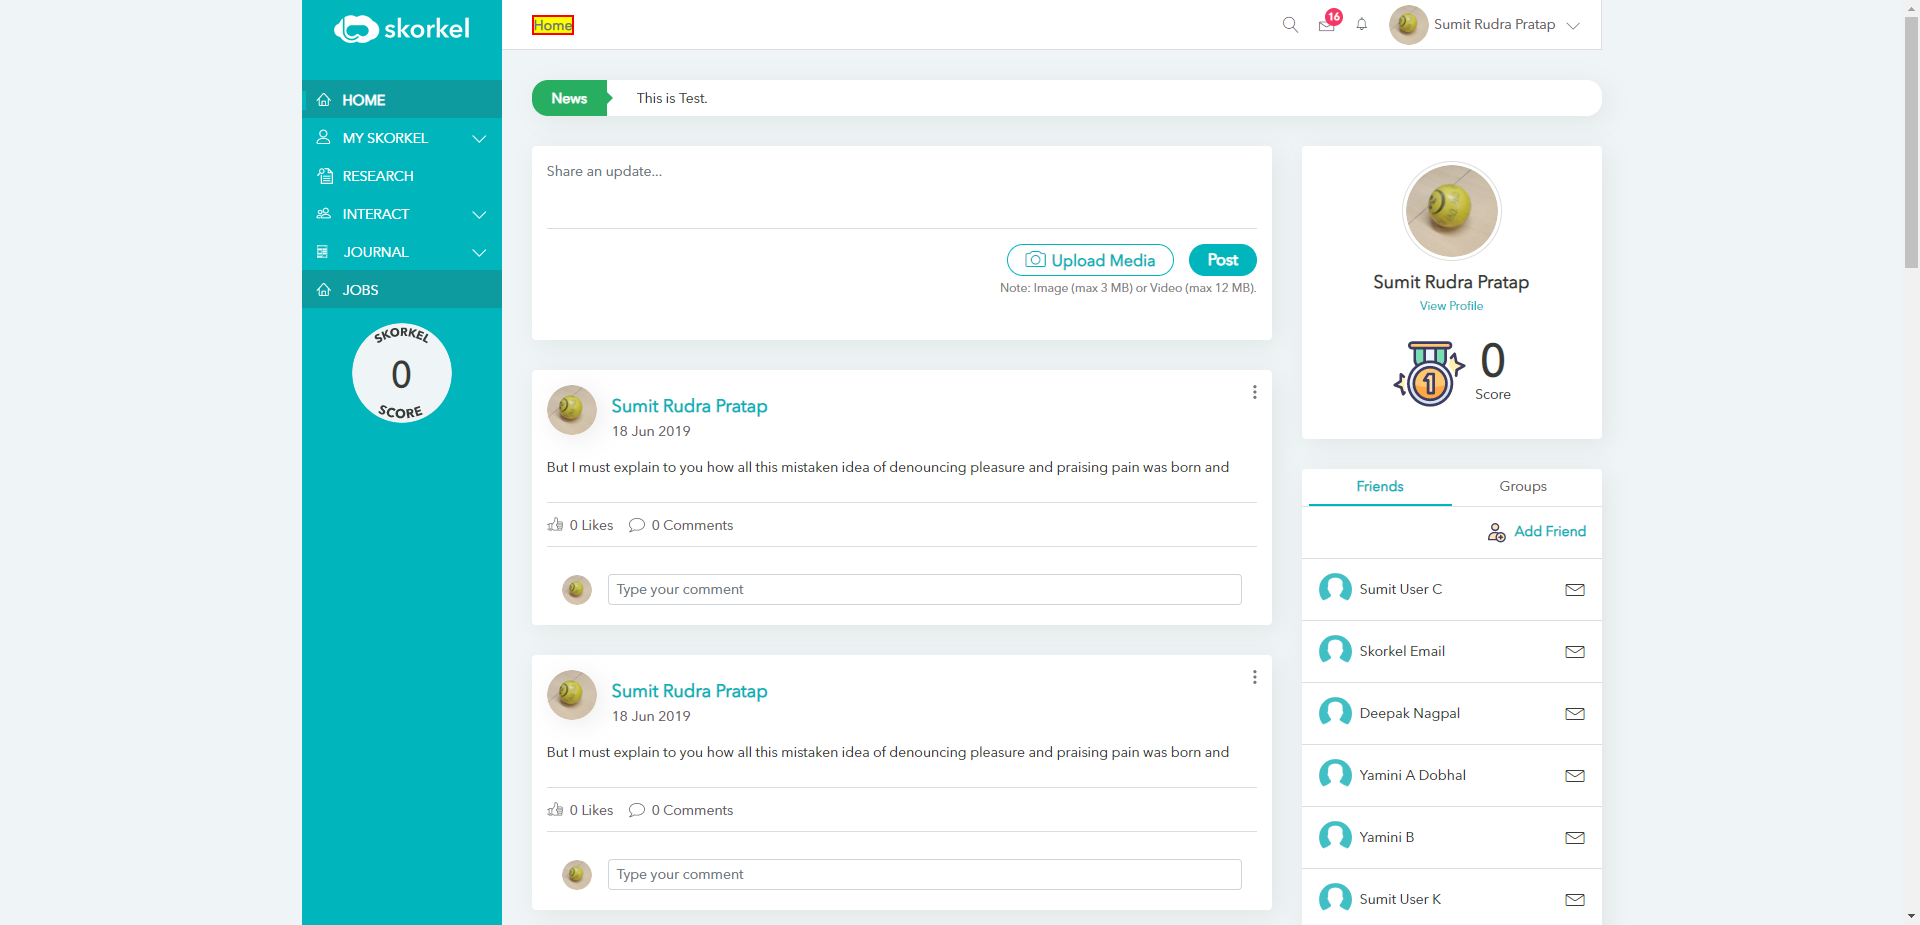 skorkel
HOME
MY SKORKEL
RESEARCH
INTERACT
JOURNAL
JOBS
SKORKEL
0
SCORE
Home
16
Sumit Rudra Pratap
News
This is Test.
Share an update...
Upload Media
Post
Note: Image (max 3 MB) or Video (max 12 MB).
Sumit Rudra Pratap
18 Jun 2019
But I must explain to you how all this mistaken idea of denouncing pleasure and praising pain was born and
0 Likes
0 Comments
Type your comment
Sumit Rudra Pratap
18 Jun 2019
But I must explain to you how all this mistaken idea of denouncing pleasure and praising pain was born and
0 Likes
0 Comments
Type your comment
Sumit Rudra Pratap
View Profile
1
0
Score
Friends
Groups
Add Friend
Sumit User C
Skorkel Email
Deepak Nagpal
Yamini A Dobhal
Yamini B
Sumit User K